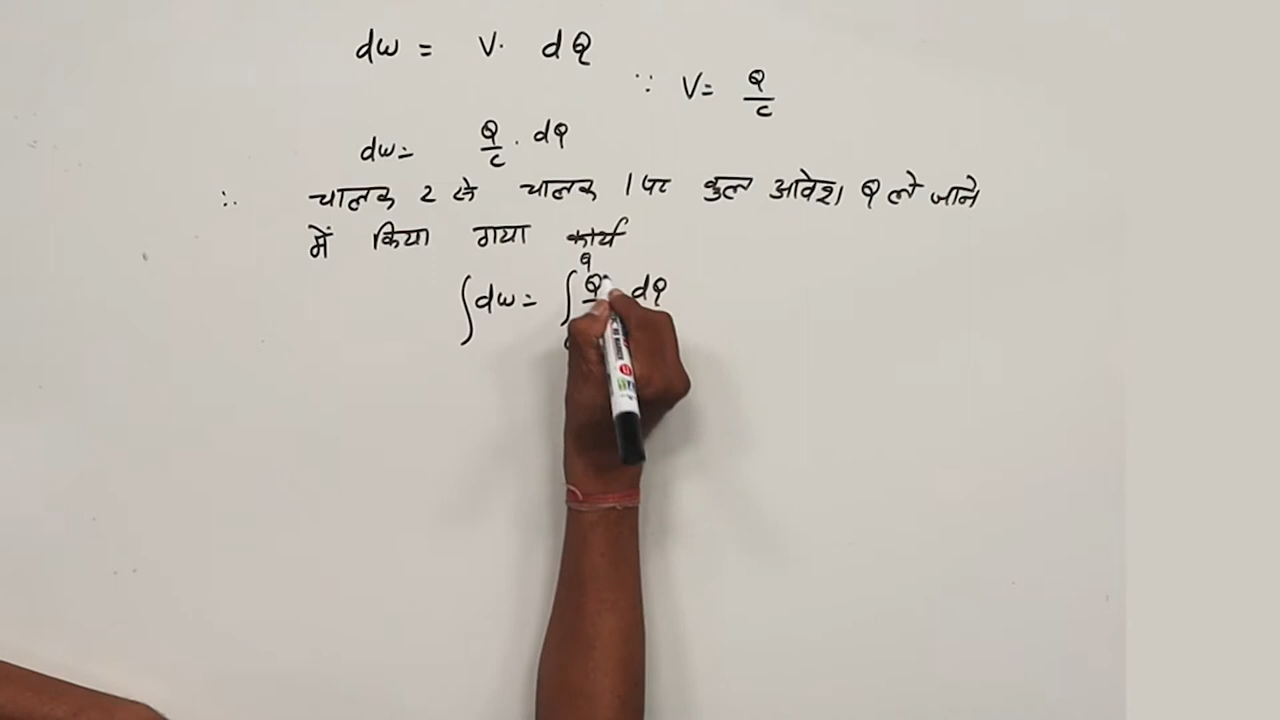 dw = V. dQ
∵ V = Q/C
dw = Q/C . dQ
∴ चालक 2 से चालक 1 पर कुल आवेश Q ले जाने
में किया गया कार्य
∫dw = ∫ Q Q dQ